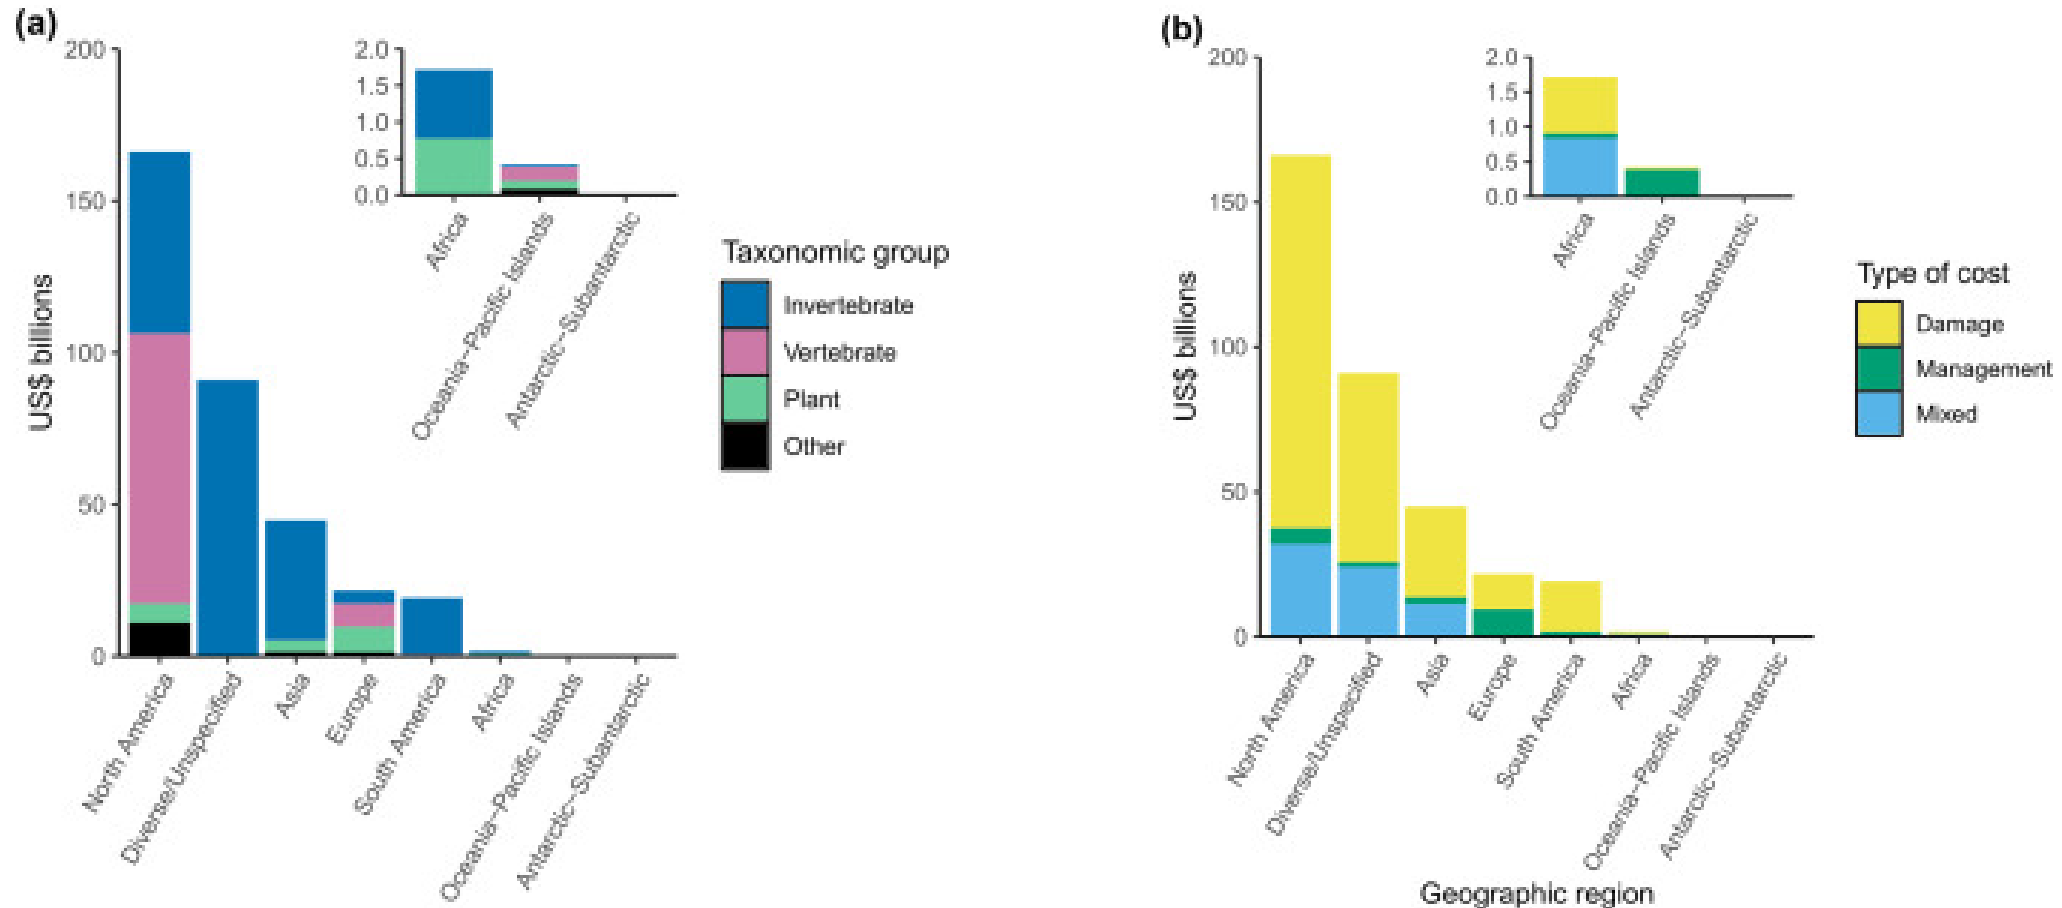 (a)
200
150
100
50
0
US$ billions
2.0
1.5
1.0
0.5
0.0
Africa
Oceania-Pacific Islands
Antarctic-Subantarctic
Taxonomic group
Invertebrate
Vertebrate
Plant
Other
North America
Diverse/Unspecified
Asia
Europe
South America
Africa
Oceania-Pacific Islands
Antarctic-Subantarctic
(b)
200
150
100
50
0
US$ billions
2.0
1.5
1.0
0.5
0.0
Africa
Oceania-Pacific Islands
Antarctic-Subantarctic
Type of cost
Damage
Management
Mixed
North America
Diverse/Unspecified
Asia
Europe
South America
Africa
Oceania-Pacific Islands
Antarctic-Subantarctic
Geographic region